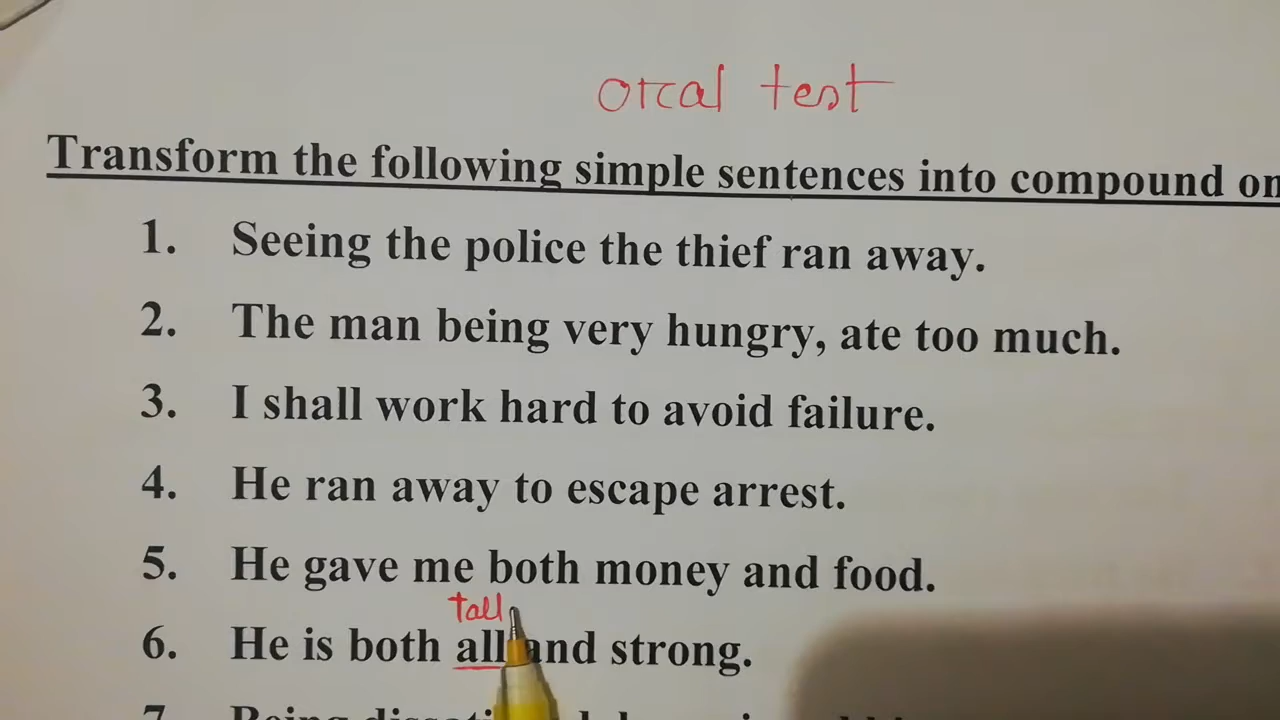 oral test
Transform the following simple sentences into compound
1. Seeing the police the thief ran away.
2. The man being very hungry, ate too much.
3. I shall work hard to avoid failure.
4. He ran away to escape arrest.
5. He gave me both money and food.
tall
6. He is both all and strong.
7. Being